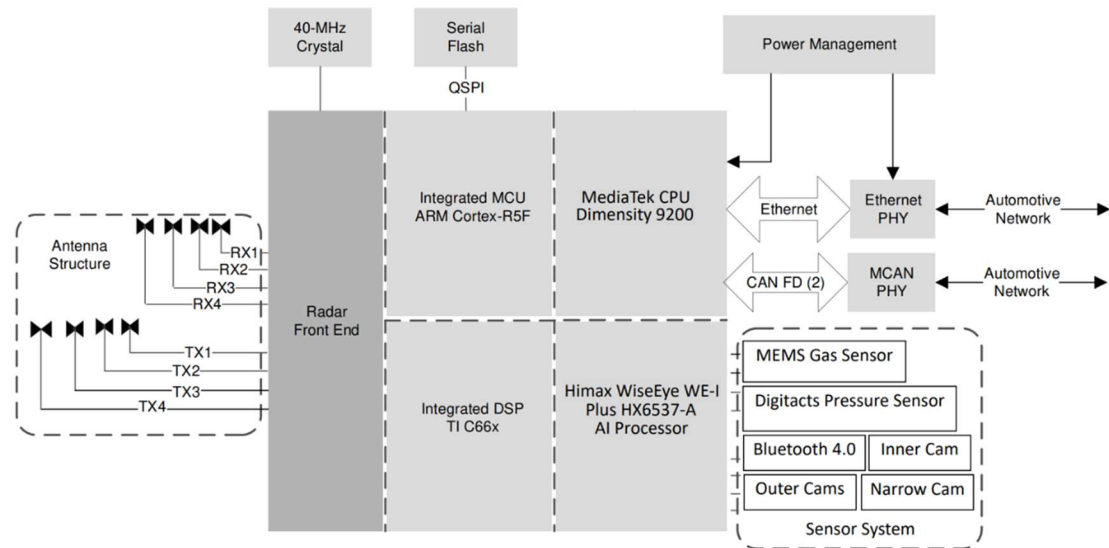 40-MHz
Crystal
Serial
Flash
Power Management
QSPI
Integrated MCU
ARM Cortex-R5F
MediaTek CPU
Dimensity 9200
Ethernet
Ethernet
PHY
Automotive
Network
CAN FD (2)
MCAN
PHY
Automotive
Network
Antenna
Structure
RX1
RX2
RX3
RX4
TX1
TX2
TX3
TX4
Radar
Front End
Integrated DSP
TI C66x
Himax WiseEye WE-I
Plus HX6537-A
AI Processor
MEMS Gas Sensor
Digitacts Pressure Sensor
Bluetooth 4.0
Inner Cam
Outer Cams
Narrow Cam
Sensor System